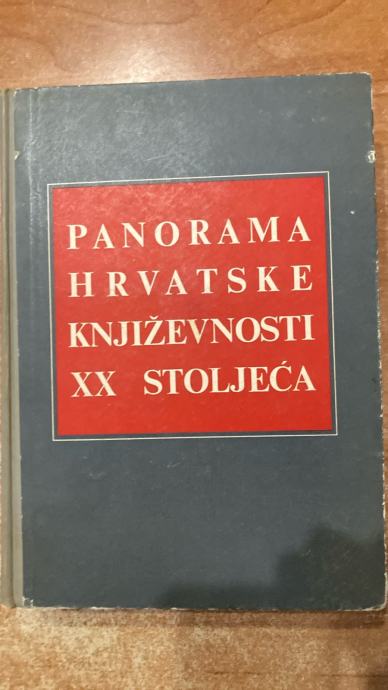 PANORAMA
HRVATSKE
KNJIŽEVNOSTI
XX STOLJEĆA